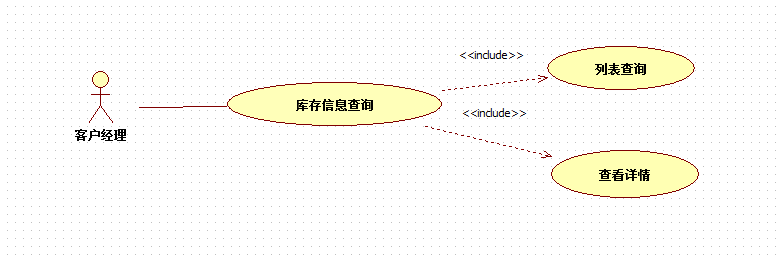 <<include>>
列表查询
库存信息查询
<<include>>
客户经理
查看详情